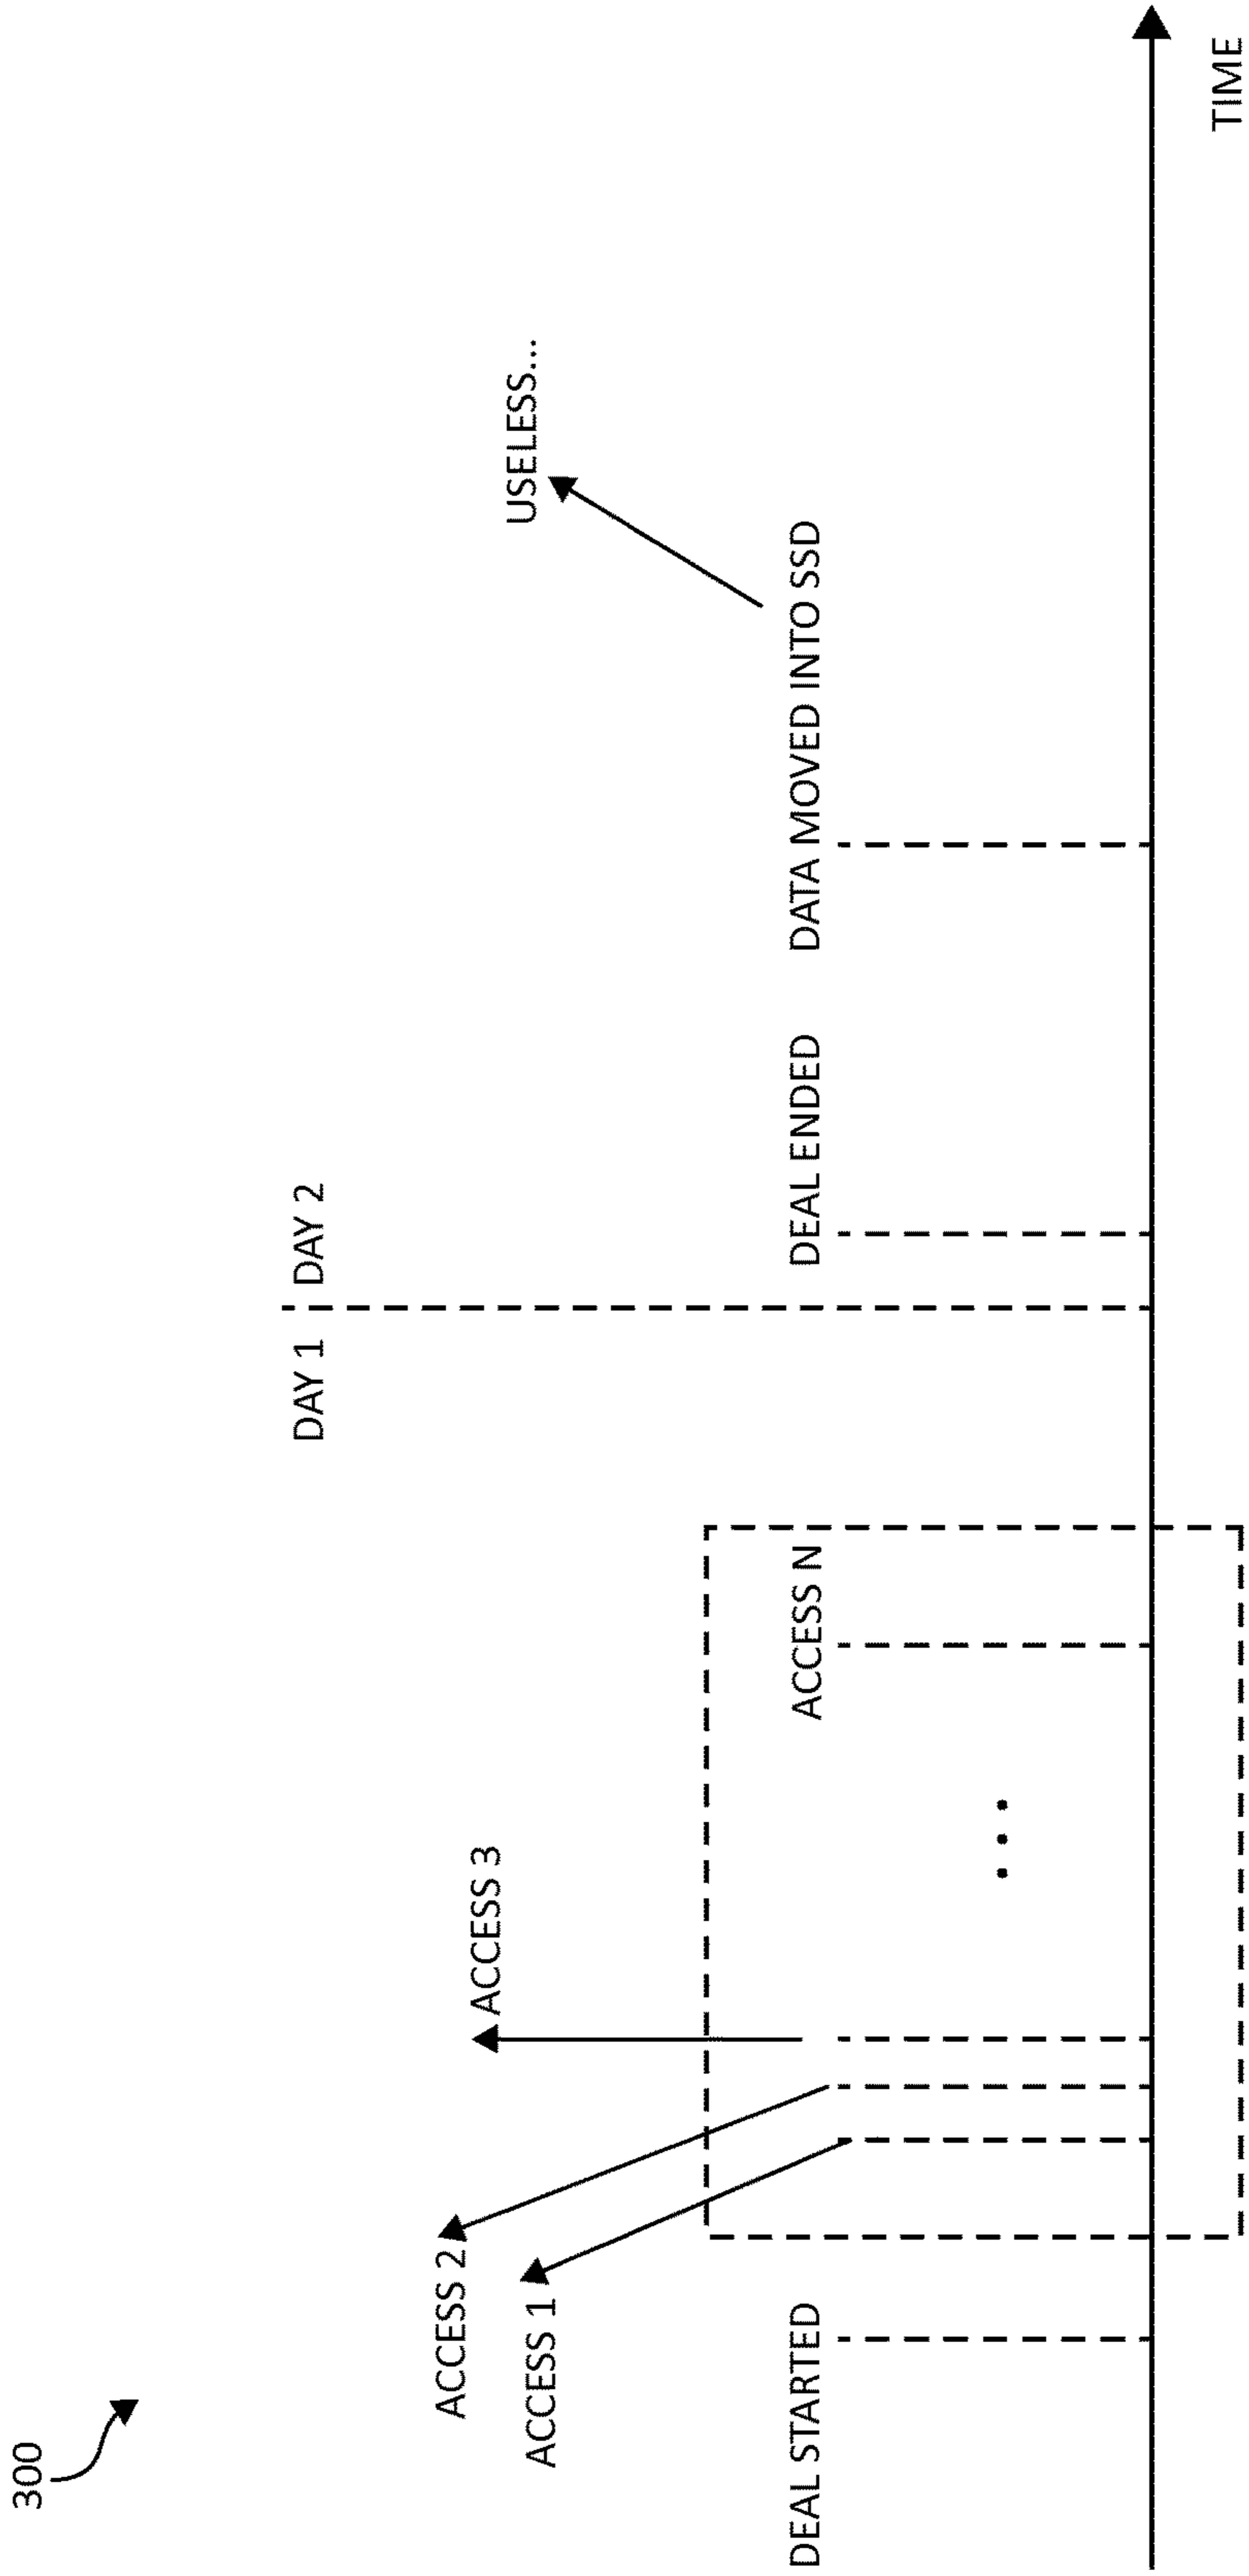 300
DAY 1
DAY 2
ACCESS 2
ACCESS 3
ACCESS 1
USELESS...
DEAL STARTED
ACCESS N
DEAL ENDED
DATA MOVED INTO SSD
TIME